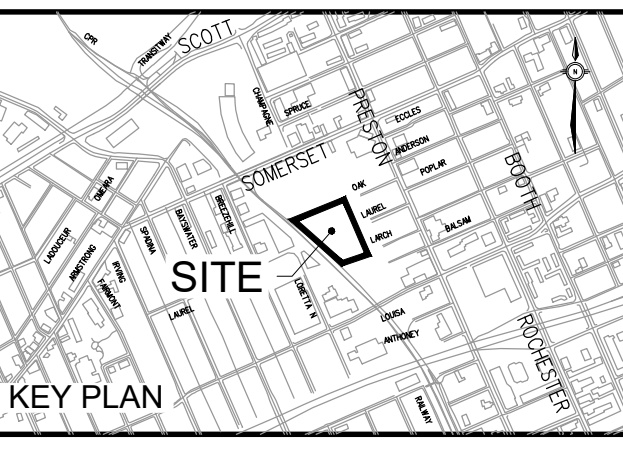 CPR
TRANSITWAY
SCOTT
CHAMPAGNE
SPRUCE
PRESTON
ECCLES
ANDERSON
POPLAR
N
SOMERSET
OAK
LAUREL
LARCH
BOOTH
BALSAM
OMEARA
LADOUCEUR
ARMSTRONG
IRVING
FAIRMONT
SPADINA
BAYSWATER
BREEZEHILL
SITE
LORETTA N
LAUREL
LOUISA
ANTHONEY
ROCHESTER
RAILWAY
KEY PLAN